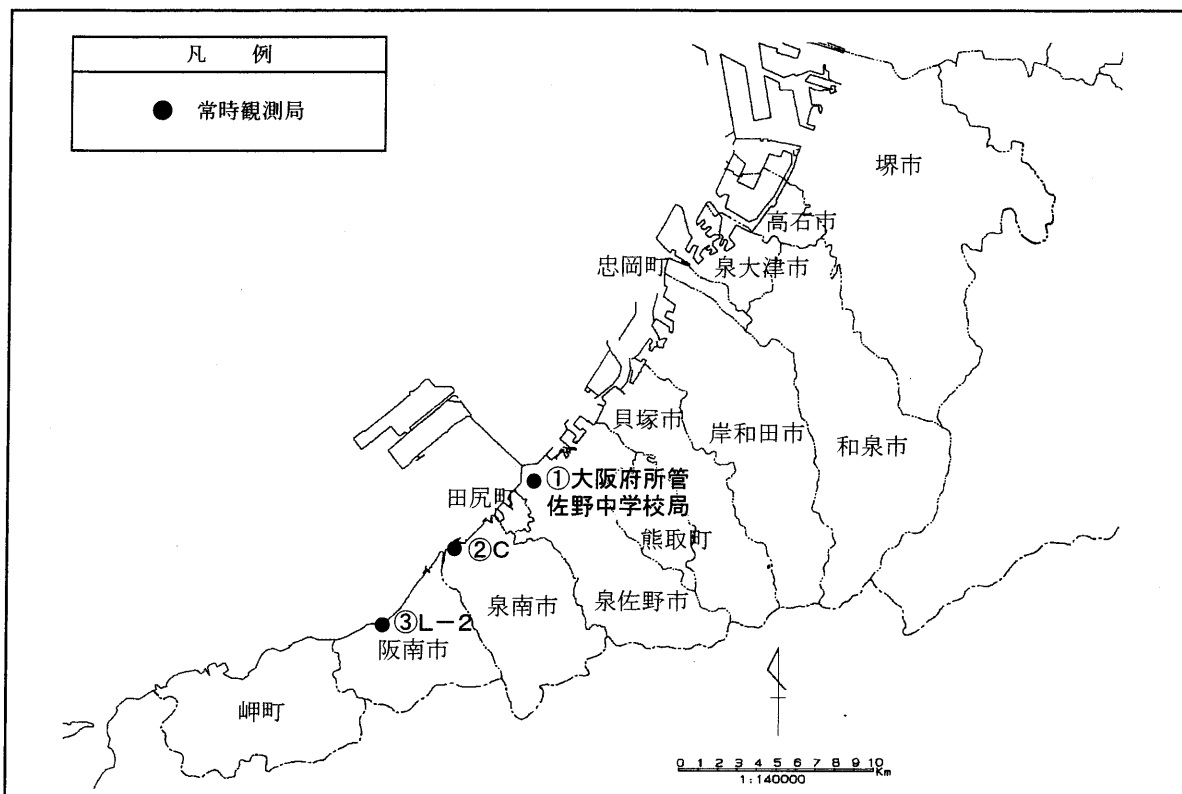 凡 例
● 常時観測局
堺市
高石市
忠岡町
泉大津市
貝塚市
岸和田市
和泉市
①大阪府所管
佐野中学校局
田尻町
熊取町
②C
泉南市
泉佐野市
③L-2
阪南市
岬町
0 1 2 3 4 5 6 7 8 9 10
Km
1:140000